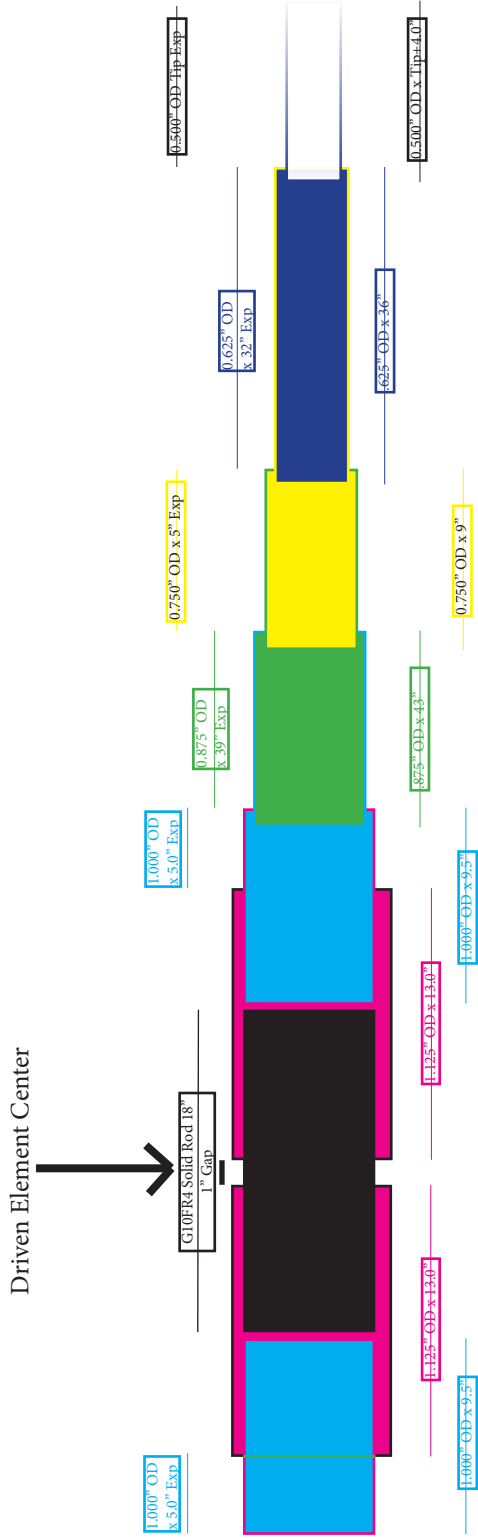 0.500” OD Tip Exp
0.500” OD x Tip+4.0”
0.625” OD
x 32” Exp
.625” OD x 36”
0.750” OD x 5” Exp
0.750” OD x 9”
0.875” OD
x 39” Exp
.875” OD x 43”
1.000” OD
x 5.0” Exp
1.000” OD x 9.5”
1.125” OD x 13.0”
Driven Element Center
G10FR4 Solid Rod 18”
1” Gap
1.125” OD x 13.0”
1.000” OD x 9.5”
1.000” OD
x 5.0” Exp